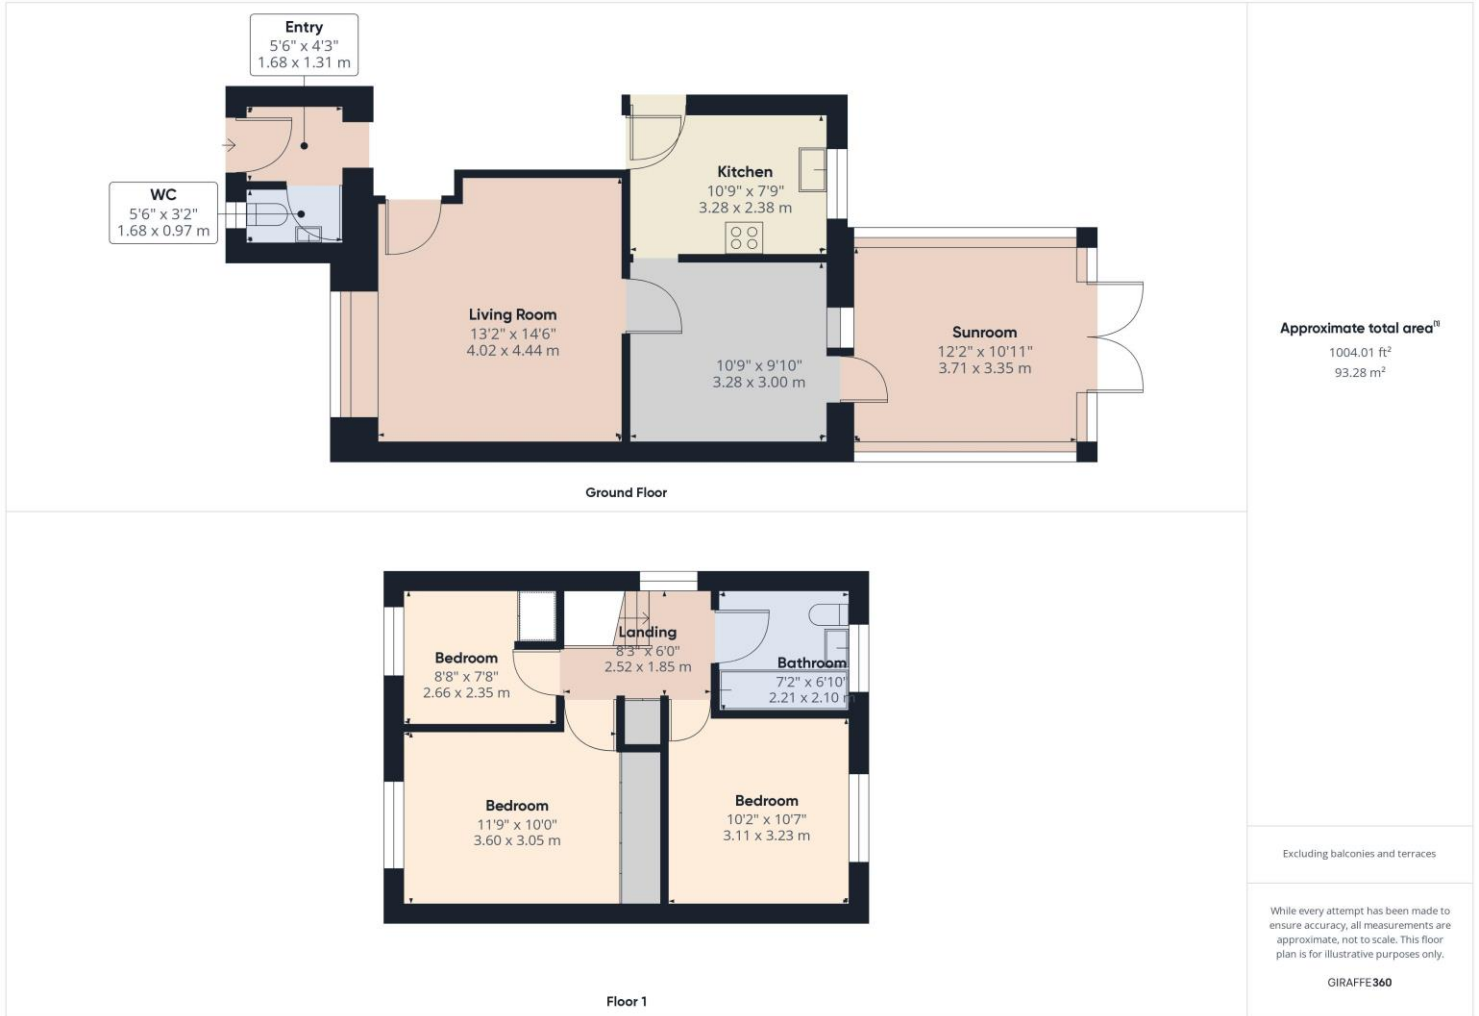 Entry
5'6" x 4'3"
1.68 x 1.31 m
WC
5'6" x 3'2"
1.68 x 0.97 m
Kitchen
10'9" x 7'9"
3.28 x 2.38 m
Living Room
13'2" x 14'6"
4.02 x 4.44 m
10'9" x 9'10"
3.28 x 3.00 m
Sunroom
12'2" x 10'11"
3.71 x 3.35 m
Ground Floor
Landing
8'3" x 6'0"
2.52 x 1.85 m
Bedroom
8'8" x 7'8"
2.66 x 2.35 m
Bathroom
7'2" x 6'10"
2.21 x 2.10 m
Bedroom
11'9" x 10'0"
3.60 x 3.05 m
Bedroom
10'2" x 10'7"
3.11 x 3.23 m
Floor 1
Approximate total area⁽¹⁾
1004.01 ft²
93.28 m²
Excluding balconies and terraces
While every attempt has been made to
ensure accuracy, all measurements are
approximate, not to scale. This floor
plan is for illustrative purposes only.
GIRAFFE360